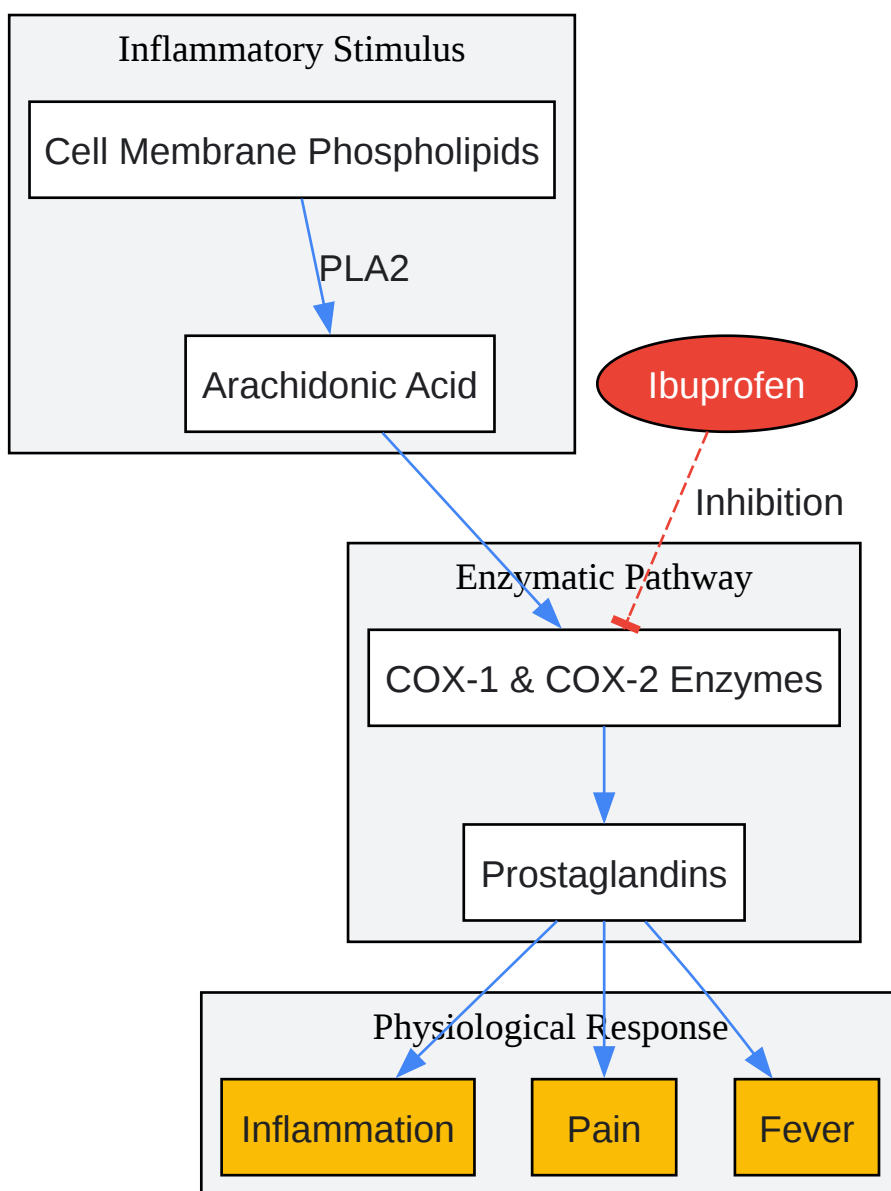 Inflammatory Stimulus
Cell Membrane Phospholipids
PLA2
Arachidonic Acid
Ibuprofen
Inhibition
Enzymatic Pathway
COX-1 & COX-2 Enzymes
Prostaglandins
Physiological Response
Inflammation
Pain
Fever